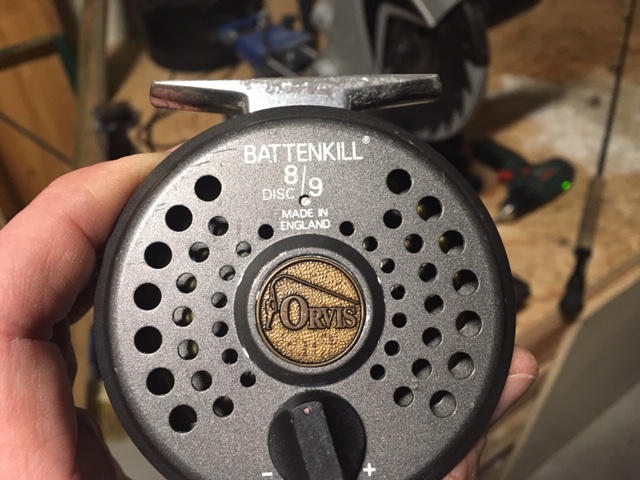 BATTENKILL®
8/9
DISC
MADE IN
ENGLAND
ORVIS
- +